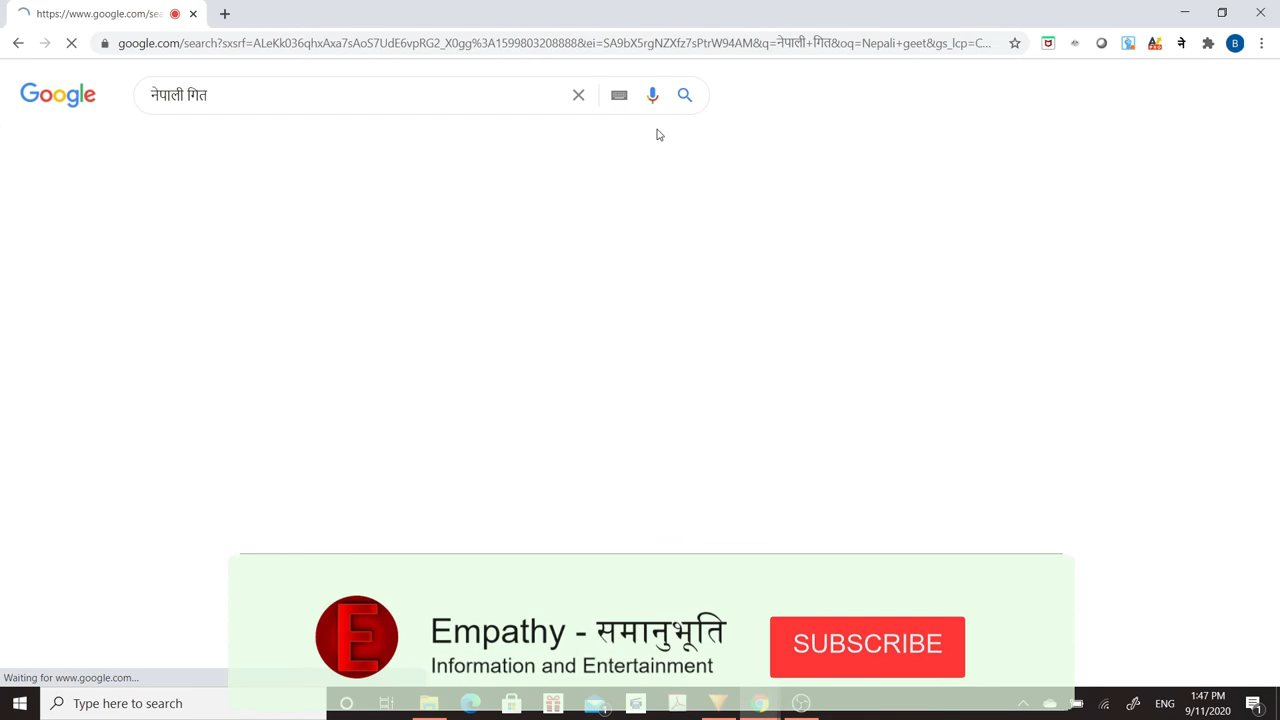 https://www.google.com/sea
google.com/search?sxsrf=ALeKk036qhxAxa7sAoS7UdE6vpBG2_X0gg%3A1599803208888&ei=SA9bX5rgNZXfz7sPtrW94AM&q=नेपाली+गित&oq=Nepali+geet&gs_lcp=C...
B
Google
नेपाली गित
E
Empathy - समानुभूति
SUBSCRIBE
Information and Entertainment
Waiting for www.google.com...
Type here to search
ENG
1:47 PM
9/11/2020